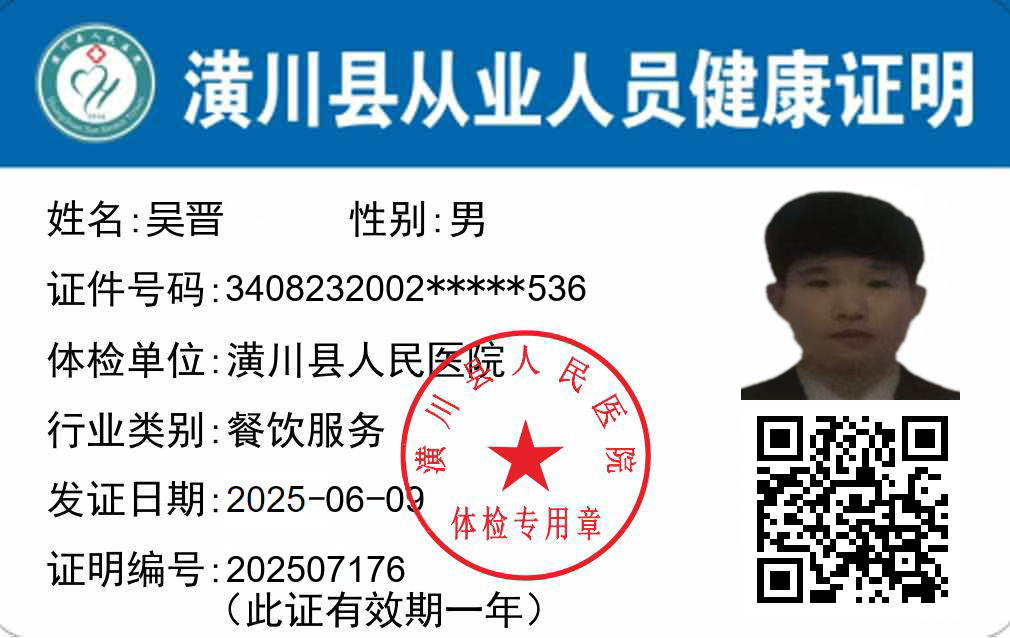 潢川县从业人员健康证明
姓名:吴晋 性别:男
证件号码:3408232002*****536
体检单位:潢川县人民医院
行业类别:餐饮服务
发证日期:2025-06-09
证明编号:202507176
（此证有效期一年）
潢川县人民医院
体检专用章